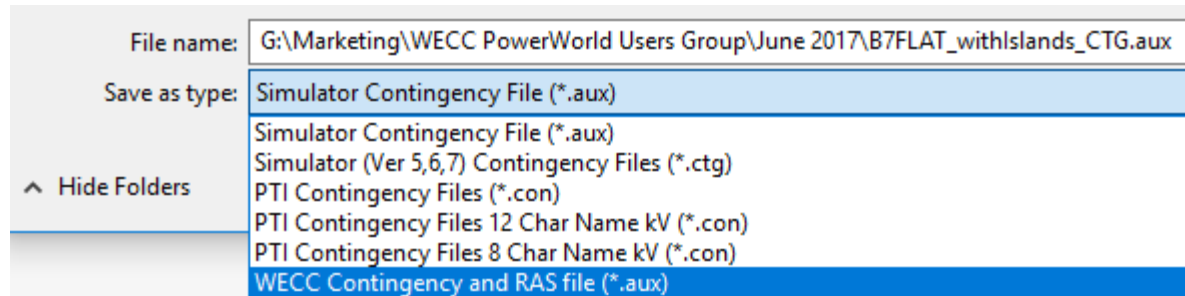 File name: G:\Marketing\WECC PowerWorld Users Group\June 2017\B7FLAT_withIslands_CTG.aux
Save as type: Simulator Contingency File (*.aux)
Simulator Contingency File (*.aux)
Simulator (Ver 5,6,7) Contingency Files (*.ctg)
PTI Contingency Files (*.con)
Hide Folders
PTI Contingency Files 12 Char Name kV (*.con)
PTI Contingency Files 8 Char Name kV (*.con)
WECC Contingency and RAS file (*.aux)